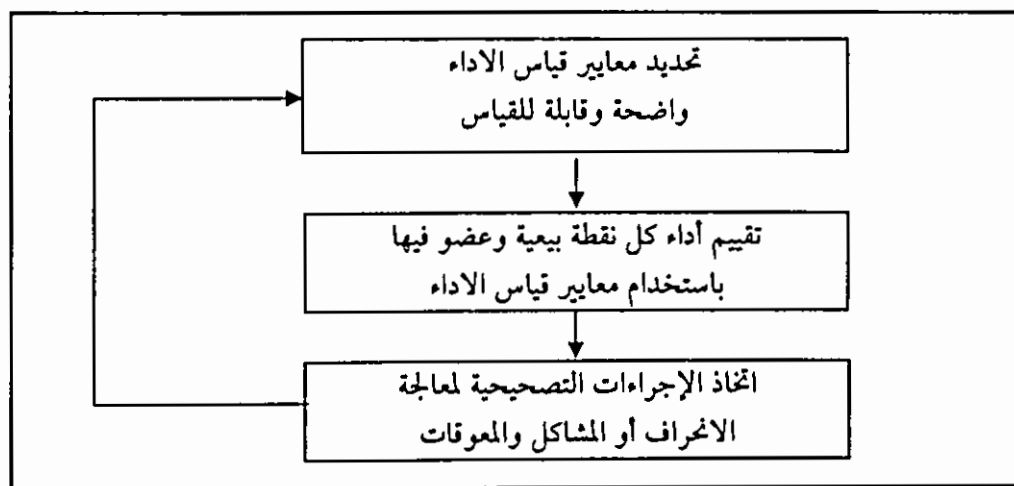 تحديد معايير قياس الاداء
واضحة وقابلة للقياس
تقييم أداء كل نقطة بيعية وعضو فيها
باستخدام معايير قياس الاداء
اتخاذ الإجراءات التصحيحية لمعالجة
الانحراف أو المشاكل والمعوقات